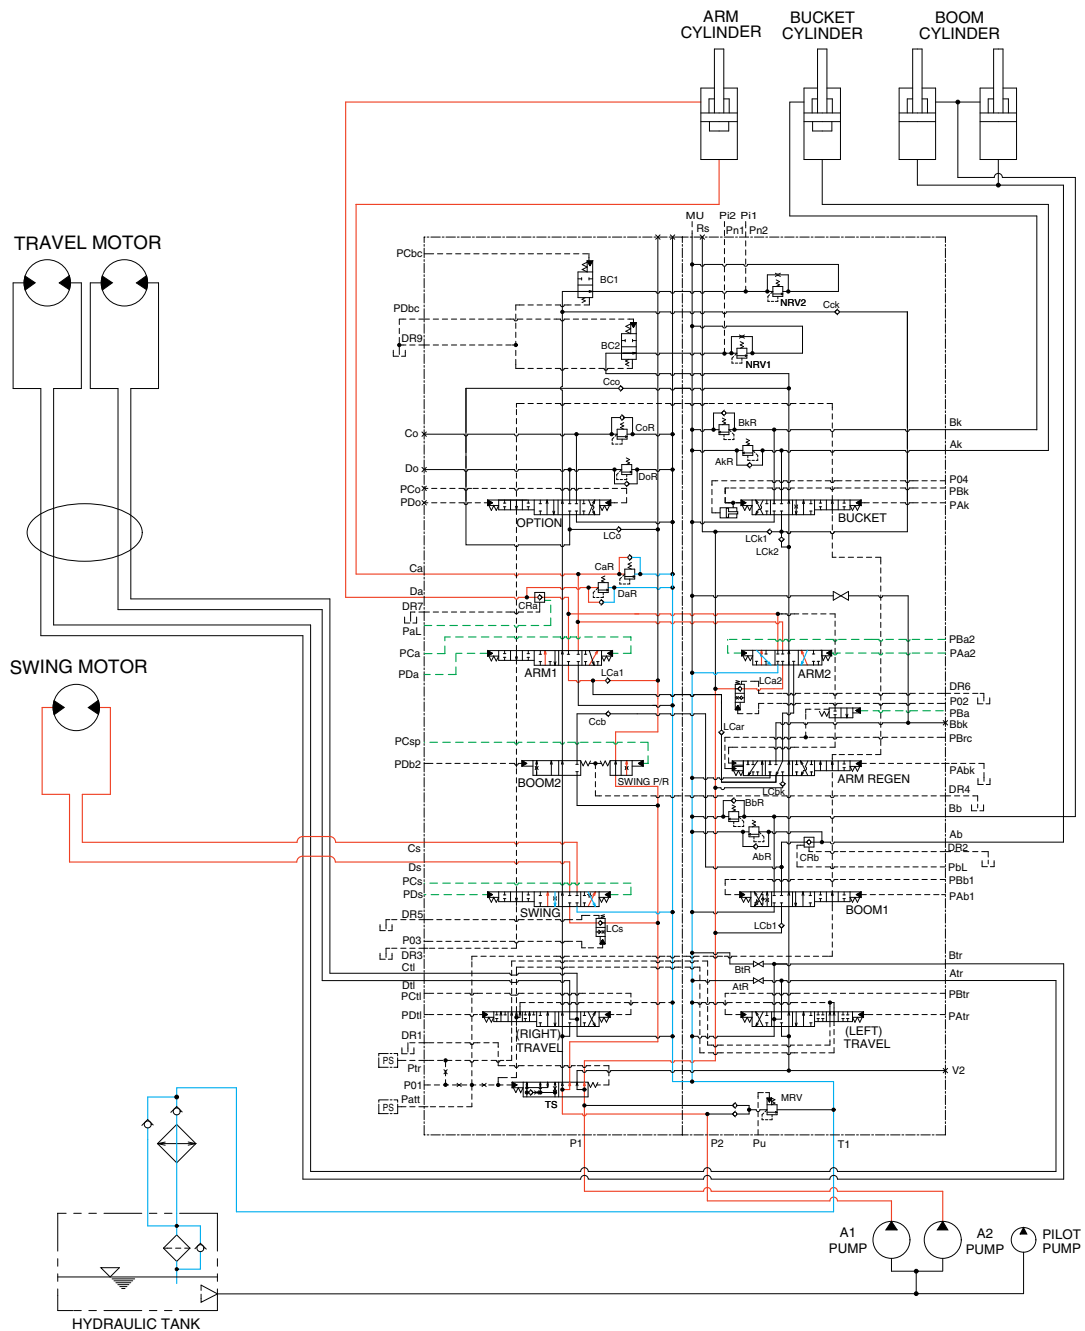 ARM
CYLINDER
BUCKET
CYLINDER
BOOM
CYLINDER
TRAVEL MOTOR
SWING MOTOR
MU
Rs
Pi2
Pn1
Pi1
Pn2
PCbc
BC1
NRV2
Cck
PDbc
DR9
BC2
NRV1
Cco
Co
CoR
BkR
Bk
AkR
Ak
Do
DoR
PCo
PDo
OPTION
LCo
P04
PBk
PAk
BUCKET
LCk1
LCk2
Ca
CaR
Da
DaR
DR7
CRa
PaL
PCa
PDa
ARM1
LCa1
PBa2
PAa2
ARM2
LCa2
DR6
P02
PBa
Bbk
PBrc
Ccb
LCar
PCsp
PDb2
BOOM2
SWING P/R
ARM REGEN
LCbk
PAbk
DR4
Bb
BbR
AbR
Ab
CRb
DR2
PbL
Cs
Ds
PCs
PDs
SWING
PBb1
PAb1
BOOM1
LCb1
DR5
LCs
P03
DR3
Ctl
Dtl
PCtl
PDtl
DR1
(RIGHT)
TRAVEL
BtR
AtR
Btr
Atr
PBtr
PAtr
(LEFT)
TRAVEL
PS
Ptr
P01
Patt
PS
TS
V2
MRV
P1
P2
Pu
T1
A1
PUMP
A2
PUMP
PILOT
PUMP
HYDRAULIC TANK